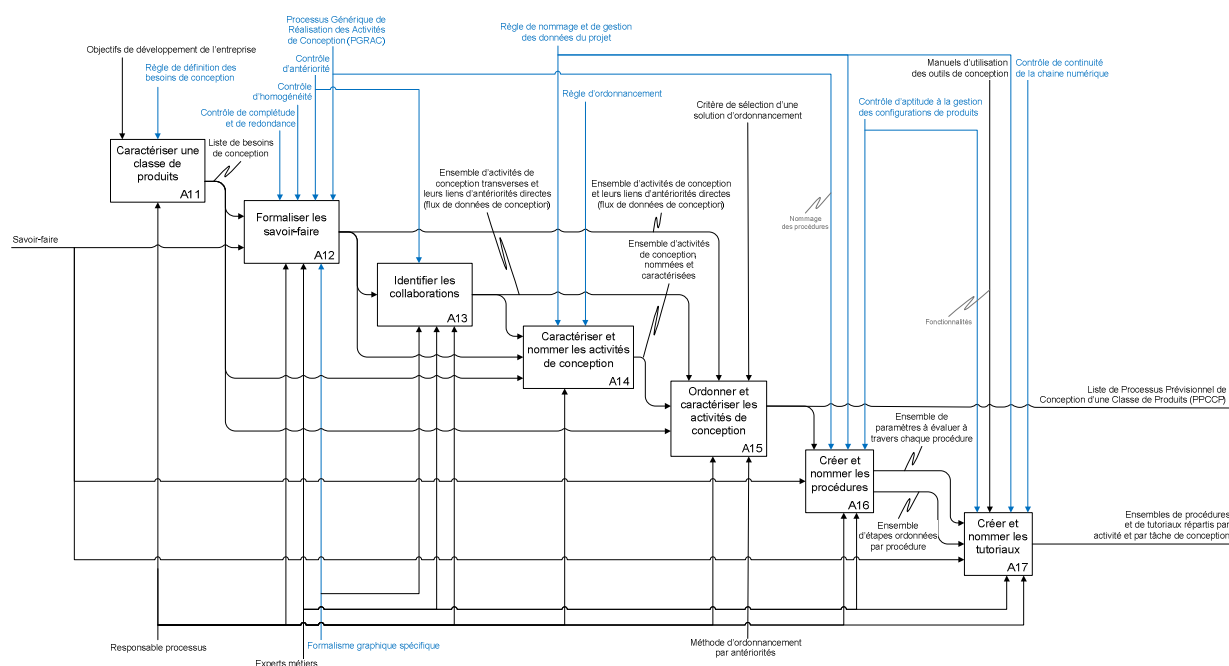 Processus Générique de
Réalisation des Activités
de Conception (PGRAC)
Règle de nommage et de gestion
des données du projet
Objectifs de développement de l'entreprise
Règle de définition des
besoins de conception
Contrôle
d'antériorité
Contrôle
d'homogénéité
Contrôle de complétude
et de redondance
Règle d'ordonnancement
Critère de sélection d'une
solution d'ordonnancement
Manuels d'utilisation
des outils de conception
Contrôle de continuité
de la chaine numérique
Contrôle d'aptitude à la gestion
des configurations de produits
Caractériser une
classe de
produits
A11
Liste de besoins
de conception
Ensemble d'activités de
conception transverses et
leurs liens d'antériorités directes
(flux de données de conception)
Ensemble d'activités de conception
et leurs liens d'antériorités directes
(flux de données de conception)
Formaliser les
savoir-faire
A12
Nommage
des procédures
Savoir-faire
Ensemble d'activités
de conception,
nommées et
caractérisées
Identifier les
collaborations
A13
Fonctionnalités
Caractériser et
nommer les activités
de conception
A14
Ordonner et
caractériser les
activités de
conception
A15
Liste de Processus Prévisionnel de
Conception d'une Classe de Produits (PPCCP)
Ensemble de
paramètres à évaluer à
travers chaque procédure
Créer et
nommer les
procédures
A16
Ensemble
d'étapes ordonnées
par procédure
Créer et
nommer les
tutoriaux
A17
Ensembles de procédures
et de tutoriaux répartis par
activité et par tâche de conception
Responsable processus
Formalisme graphique spécifique
Experts métiers
Méthode d'ordonnancement
par antériorités